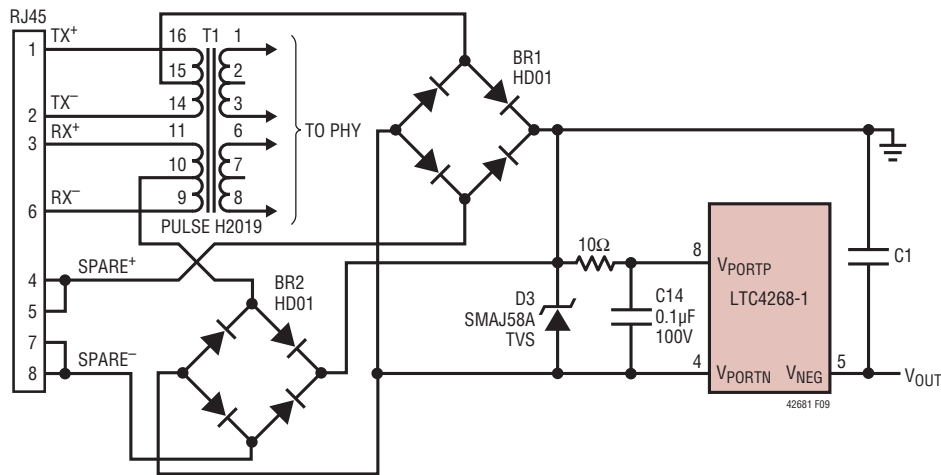 RJ45
1
TX+
2
TX−
3
RX+
6
RX−
4
SPARE+
5
7
8
SPARE−
16
T1
1
15
2
14
3
11
6
10
7
9
8
PULSE H2019
TO PHY
BR1
HD01
BR2
HD01
10Ω
D3
SMAJ58A
TVS
C14
0.1µF
100V
8
VPORTP
LTC4268-1
4
VPORTN
VNEG
5
C1
VOUT
42681 F09